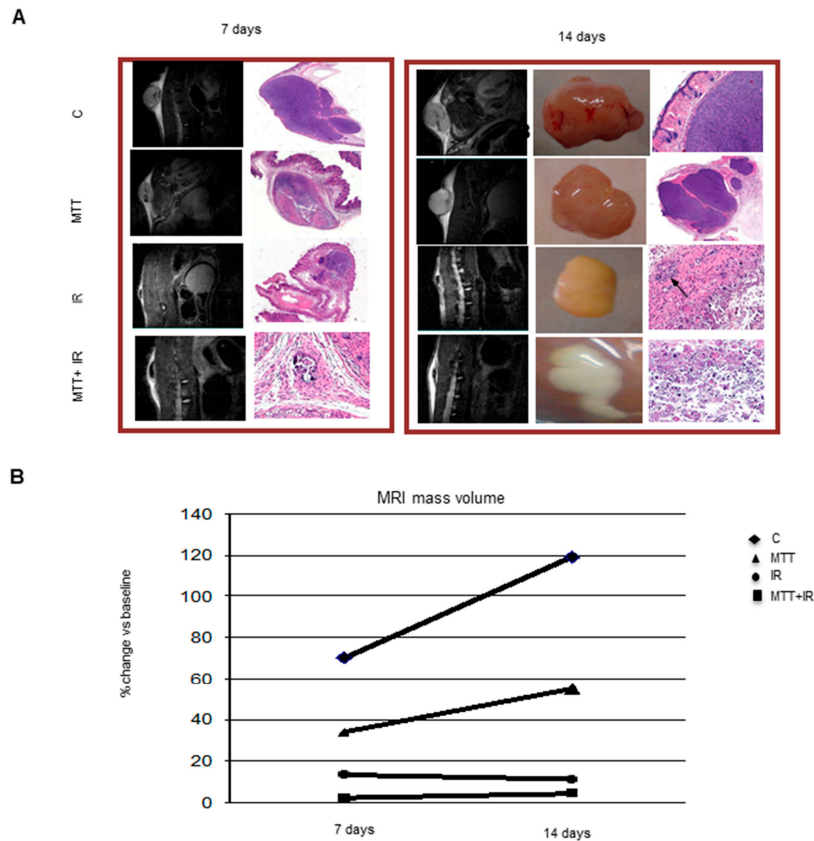 A
7 days
14 days
C
MTT
IR
MTT+ IR
B
MRI mass volume
%change vs baseline
140
120
100
80
60
40
20
0
7 days
14 days
C
MTT
IR
MTT+IR